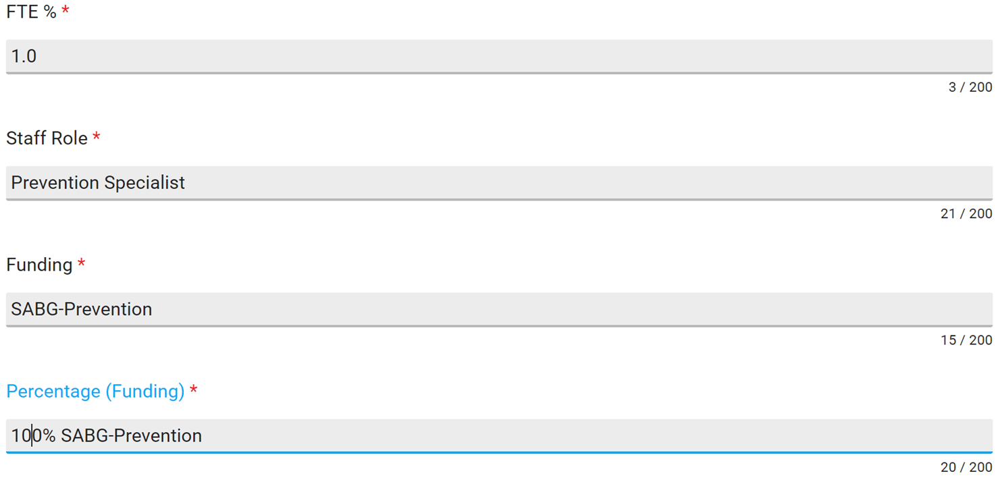 FTE % *
1.0
3 / 200
Staff Role *
Prevention Specialist
21 / 200
Funding *
SABG-Prevention
15 / 200
Percentage (Funding) *
100% SABG-Prevention
20 / 200